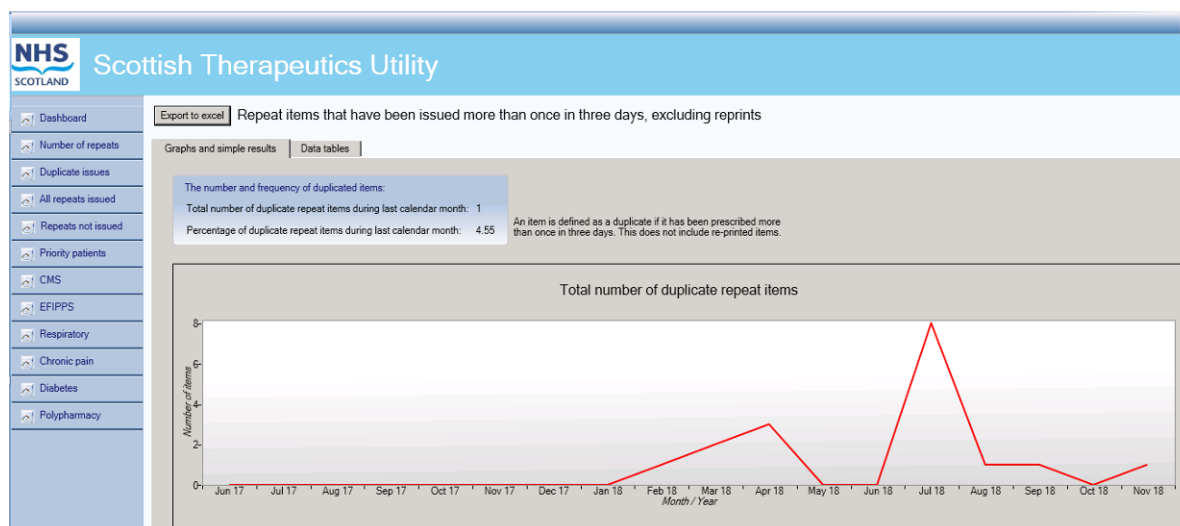 NHS
SCOTLAND
Scottish Therapeutics Utility
Dashboard
Number of repeats
Duplicate issues
All repeats issued
Repeats not issued
Priority patients
CMS
EFIPPS
Respiratory
Chronic pain
Diabetes
Polypharmacy
Export to excel Repeat items that have been issued more than once in three days, excluding reprints
Graphs and simple results Data tables
The number and frequency of duplicated items:
Total number of duplicate repeat items during last calendar month: 1
Percentage of duplicate repeat items during last calendar month: 4.55
An item is defined as a duplicate if it has been prescribed more
than once in three days. This does not include re-printed items.
Total number of duplicate repeat items
8
6
4
2
0
Number of items
Jun 17 Jul 17 Aug 17 Sep 17 Oct 17 Nov 17 Dec 17 Jan 18 Feb 18 Mar 18 Apr 18 May 18 Jun 18 Jul 18 Aug 18 Sep 18 Oct 18 Nov 18
Month / Year